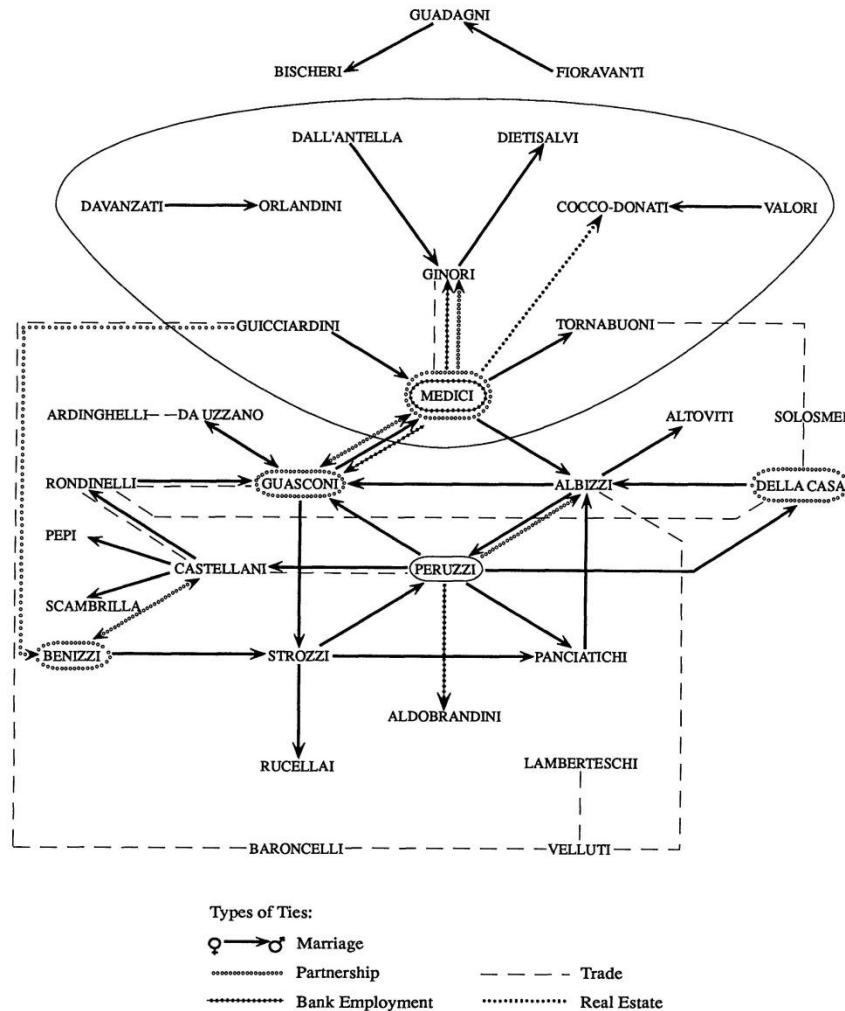 GUADAGNI
BISCHERI FIORAVANTI
DALL'ANTELLA DIETISALVI
DAVANZATI ORLANDINI COCCO-DONATI VALORI
GINORI
GUICCIARDINI TORNABUONI
MEDICI
ARDINGHELLI DA UZZANO ALTOVITI SOLOSMEI
RONDINELLI GUASCONI ALBIZZI DELLA CASA
PEPI
CASTELLANI PERUZZI
SCAMBRILLA
BENIZZI STROZZI PANCIATICHI
ALDOBRANDINI
RUCELLAI LAMBERTESCHI
BARONCELLI VELLUTI
Types of Ties:
♀ ♂ Marriage
Partnership Trade
Bank Employment Real Estate